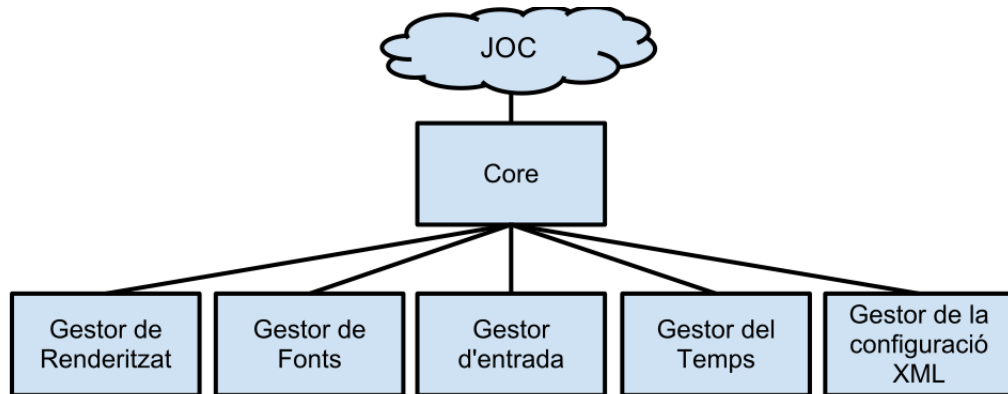 JOC
Core
Gestor de
Renderitzat
Gestor de
Fonts
Gestor
d'entrada
Gestor del
Temps
Gestor de la
configuració
XML